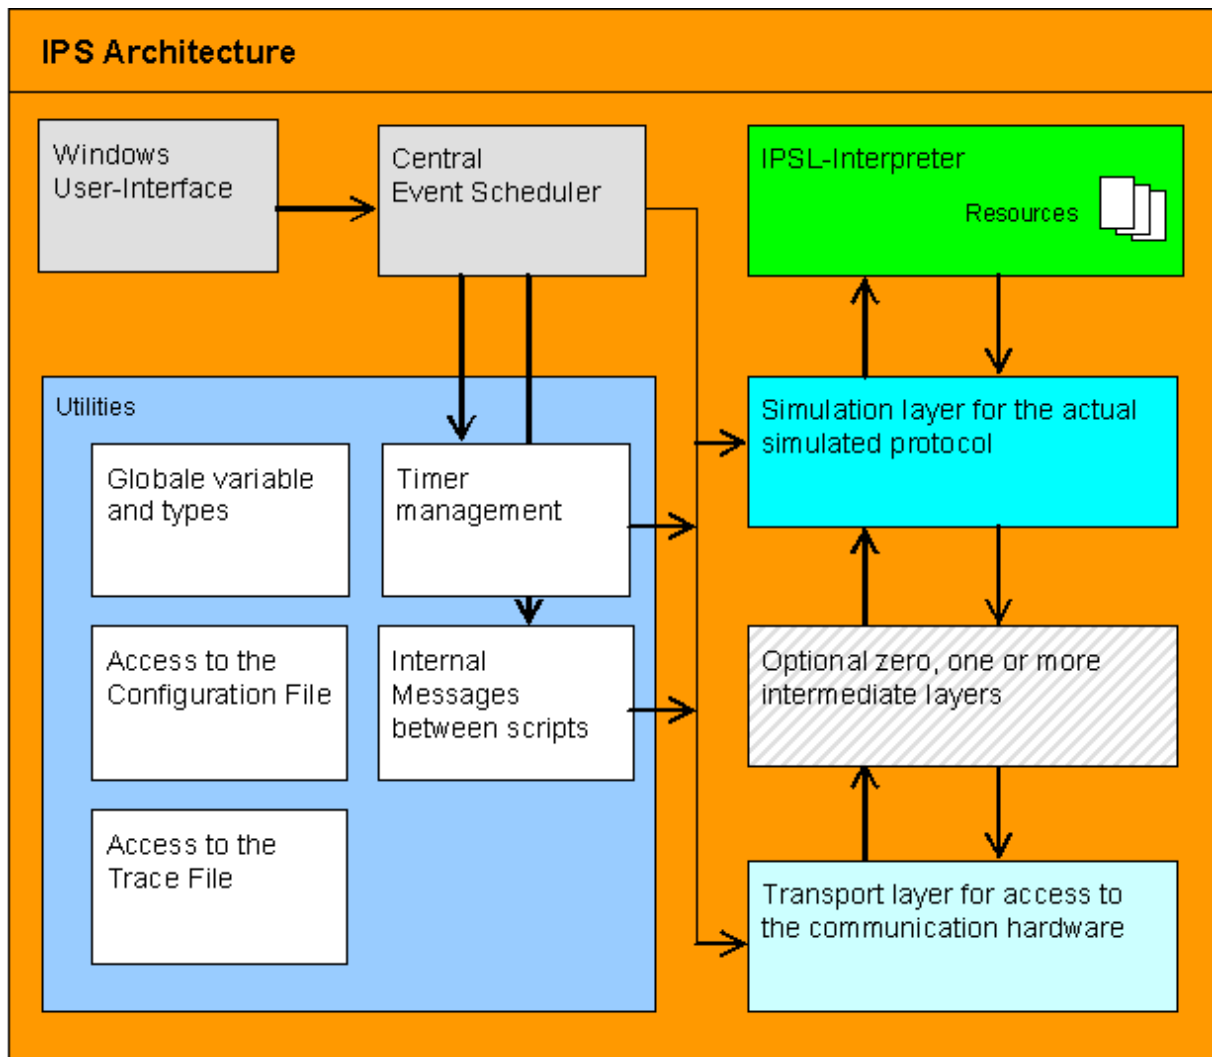 IPS Architecture
Windows
User-Interface
Central
Event Scheduler
IPSL-Interpreter
Resources
Utilities
Globale variable
and types
Timer
management
Simulation layer for the actual
simulated protocol
Access to the
Configuration File
Internal
Messages
between scripts
Optional zero, one or more
intermediate layers
Access to the
Trace File
Transport layer for access to
the communication hardware